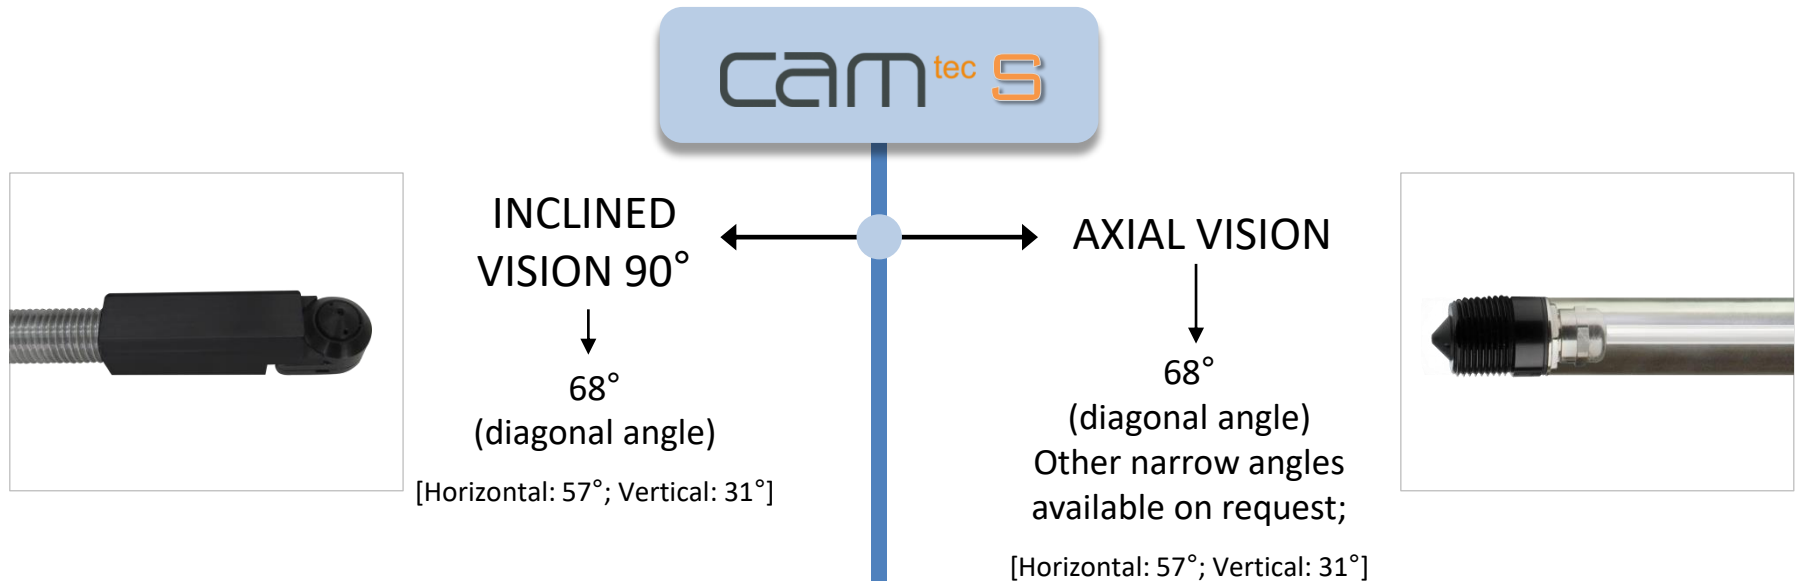 cam tec S
INCLINED
VISION 90°
68°
(diagonal angle)
[Horizontal: 57°; Vertical: 31°]
AXIAL VISION
68°
(diagonal angle)
Other narrow angles
available on request;
[Horizontal: 57°; Vertical: 31°]